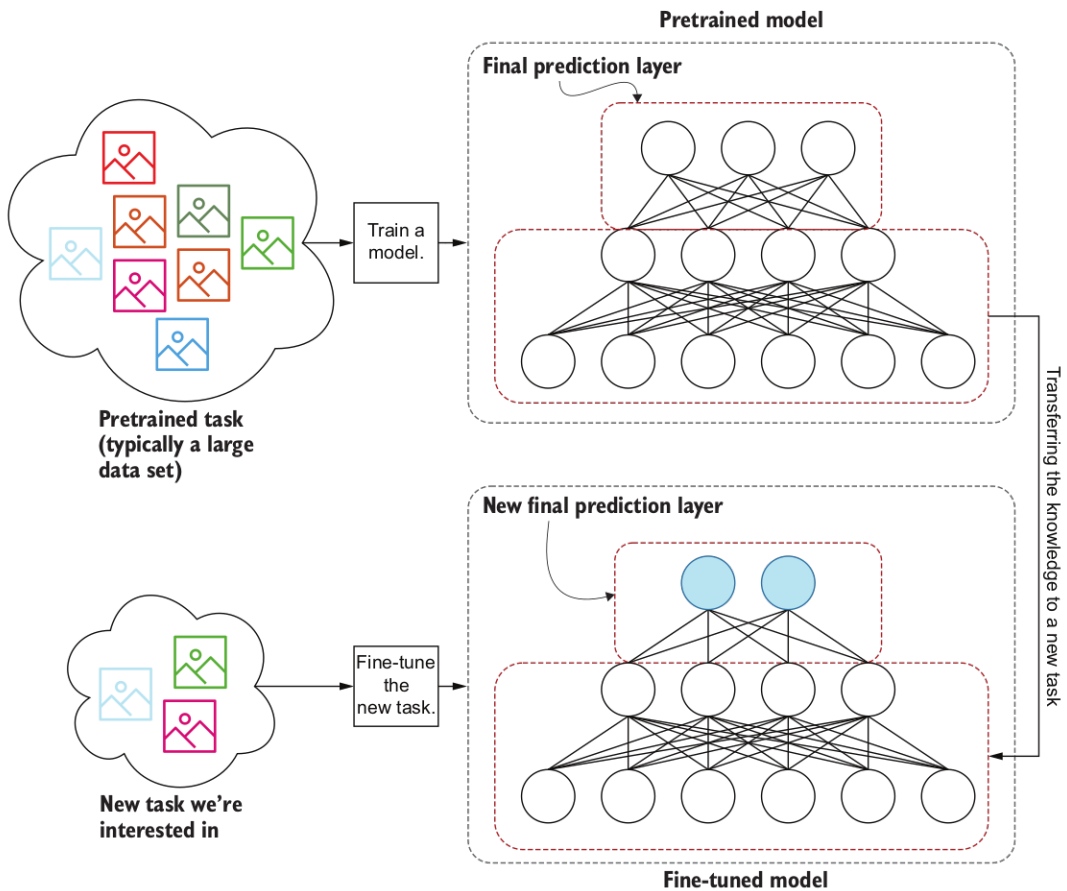 Pretrained model
Final prediction layer
Train a
model.
Pretrained task
(typically a large
data set)
Transferring the knowledge to a new task
New final prediction layer
Fine-tune
the
new task.
New task we’re
interested in
Fine-tuned model